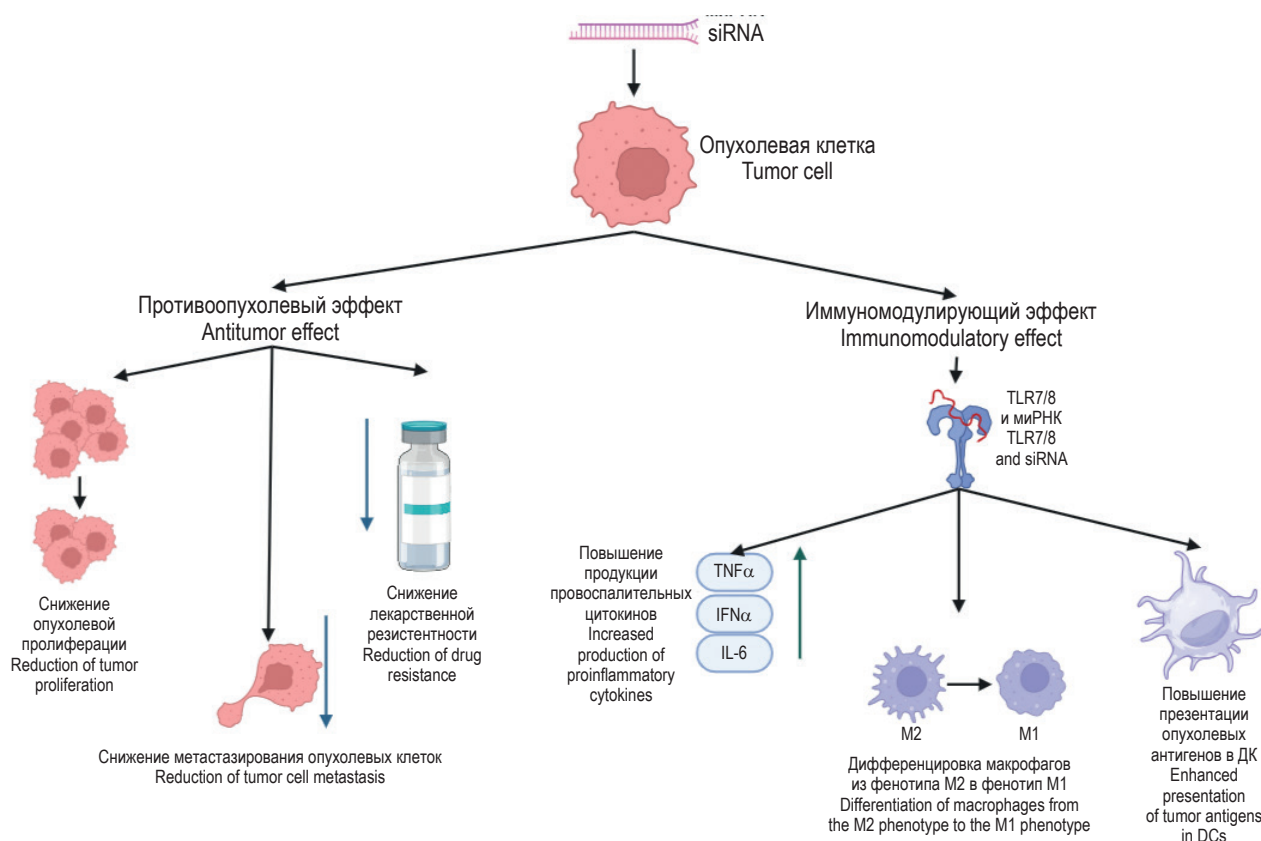 siRNA
Опухолевая клетка
Tumor cell
Противоопухолевый эффект
Antitumor effect
Иммуномодулирующий эффект
Immunomodulatory effect
TLR7/8
и миРНК
TLR7/8
and siRNA
Снижение
опухолевой
пролиферации
Reduction of tumor
proliferation
Снижение
лекарственной
резистентности
Reduction of drug
resistance
Снижение метастазирования опухолевых клеток
Reduction of tumor cell metastasis
Повышение
продукции
провоспалительных
цитокинов
Increased
production of
proinflammatory
cytokines
TNFα
IFNα
IL-6
M2
M1
Дифференцировка макрофагов
из фенотипа M2 в фенотип M1
Differentiation of macrophages from
the M2 phenotype to the M1 phenotype
Повышение
презентации
опухолевых
антигенов в ДК
Enhanced
presentation
of tumor antigens
in DCs